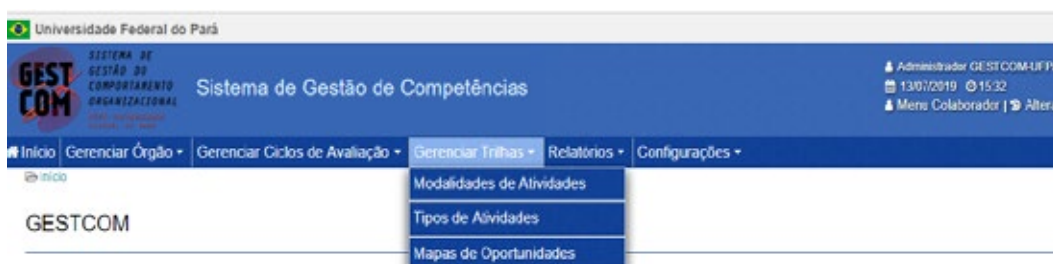 Universidade Federal do Pará
GEST
COM
SISTEMA DE
GESTÃO DO
COMPORTAMENTO
ORGANIZACIONAL
Sistema de Gestão de Competências
Administrador GESTCOM-UFP
13/07/2019 15:32
Menu Colaborador | Alter
Início Gerenciar Órgão Gerenciar Ciclos de Avaliação Gerenciar Trilhas Relatórios Configurações
Início
Modalidades de Atividades
GESTCOM
Tipos de Atividades
Mapas de Oportunidades